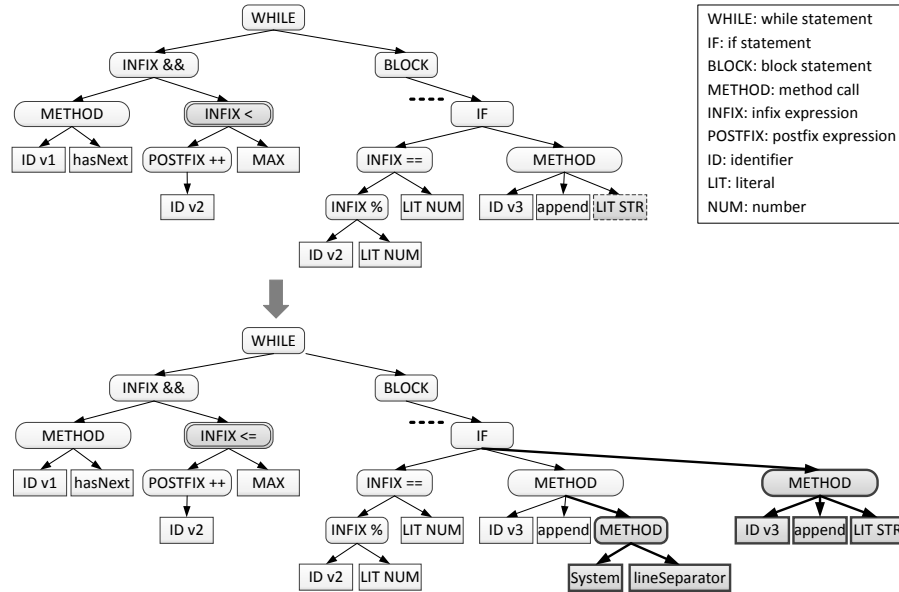 WHILE
INFIX && BLOCK
METHOD INFIX < IF
ID v1 hasNext POSTFIX ++ MAX INFIX == METHOD
ID v2 INFIX % LIT NUM ID v3 append LIT STR
ID v2 LIT NUM
WHILE: while statement
IF: if statement
BLOCK: block statement
METHOD: method call
INFIX: infix expression
POSTFIX: postfix expression
ID: identifier
LIT: literal
NUM: number
WHILE
INFIX && BLOCK
METHOD INFIX <= IF
ID v1 hasNext POSTFIX ++ MAX INFIX == METHOD METHOD
ID v2 INFIX % LIT NUM ID v3 append METHOD ID v3 append LIT STR
ID v2 LIT NUM System lineSeparator